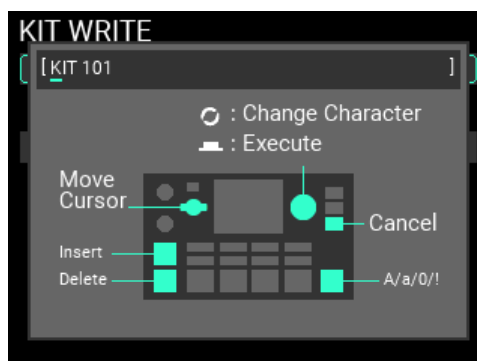 KIT WRITE
[ KIT 101 ]
: Change Character
: Execute
Move
Cursor
Cancel
Insert
Delete
A/a/0/!